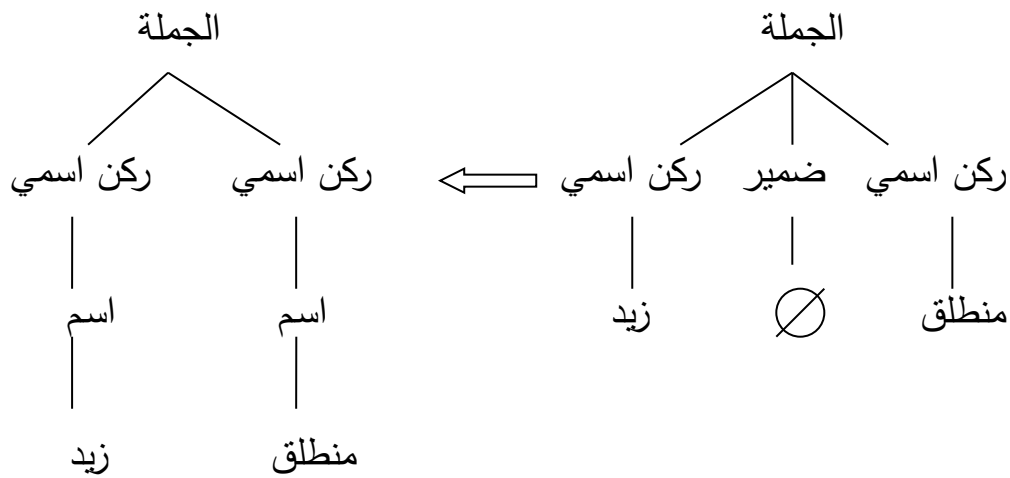 الجملة الجملة
ركن اسمي ضمير ركن اسمي ركن اسمي ركن اسمي
منطلق ∅ زيد اسم اسم
منطلق زيد